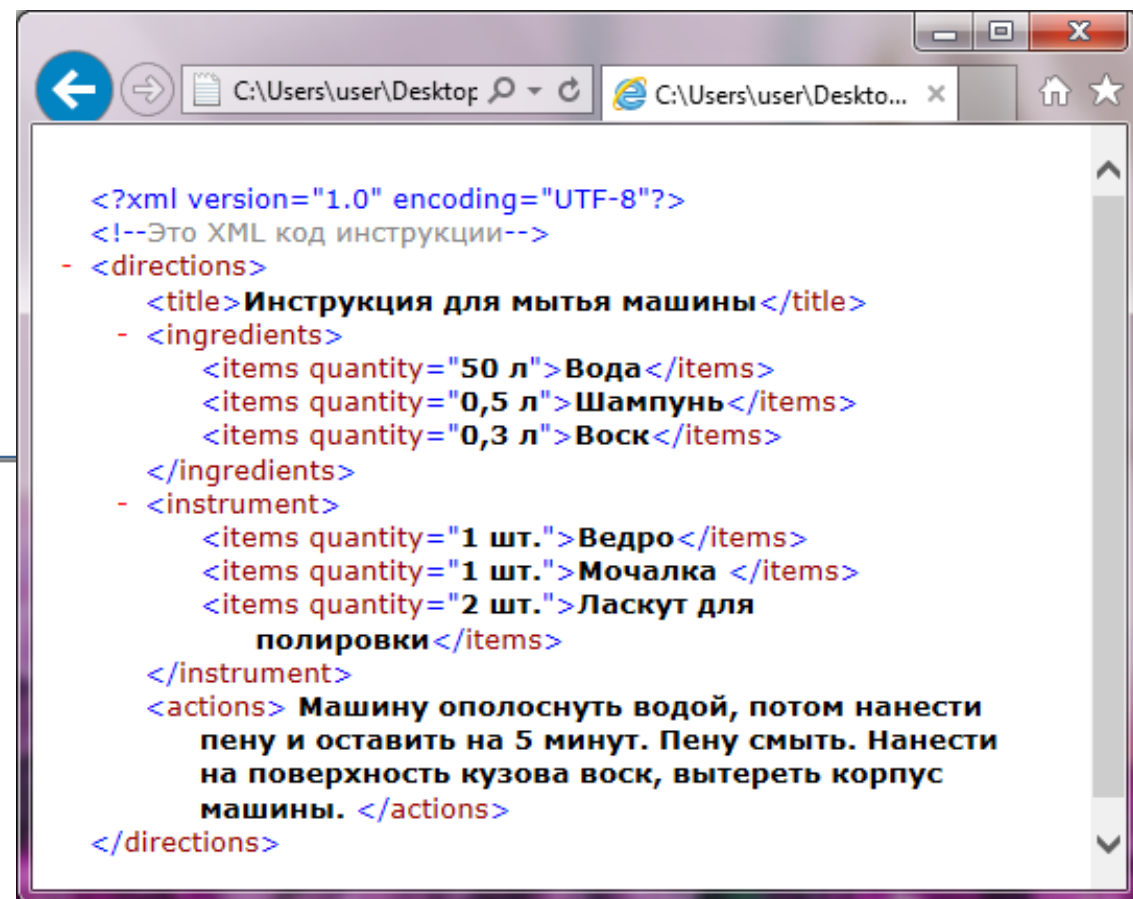 C:\Users\user\Desktop
C:\Users\user\Deskto...
<?xml version="1.0" encoding="UTF-8"?>
<!--Это XML код инструкции-->
- <directions>
<title>Инструкция для мытья машины</title>
- <ingredients>
<items quantity="50 л">Вода</items>
<items quantity="0,5 л">Шампунь</items>
<items quantity="0,3 л">Воск</items>
</ingredients>
- <instrument>
<items quantity="1 шт.">Ведро</items>
<items quantity="1 шт.">Мочалка </items>
<items quantity="2 шт.">Ласкут для
полировки</items>
</instrument>
<actions> Машину ополоснуть водой, потом нанести
пену и оставить на 5 минут. Пену смыть. Нанести
на поверхность кузова воск, вытереть корпус
машины. </actions>
</directions>